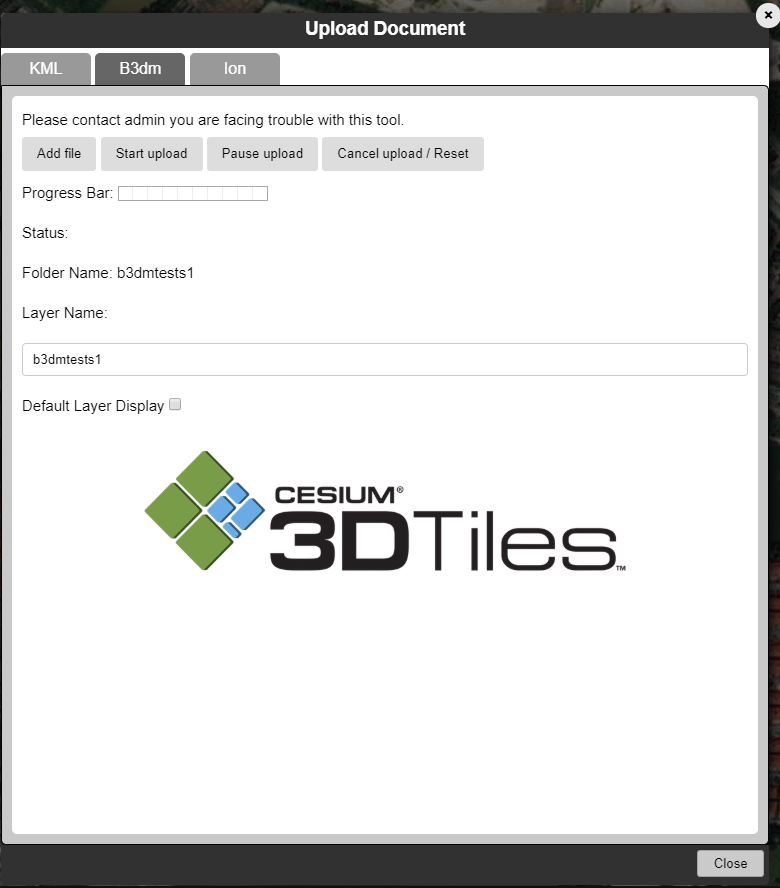 Upload Document
KML B3dm Ion
Please contact admin you are facing trouble with this tool.
Add file Start upload Pause upload Cancel upload / Reset
Progress Bar:
Status:
Folder Name: b3dmtests1
Layer Name:
b3dmtests1
Default Layer Display
CESIUM®
3DTiles™
Close